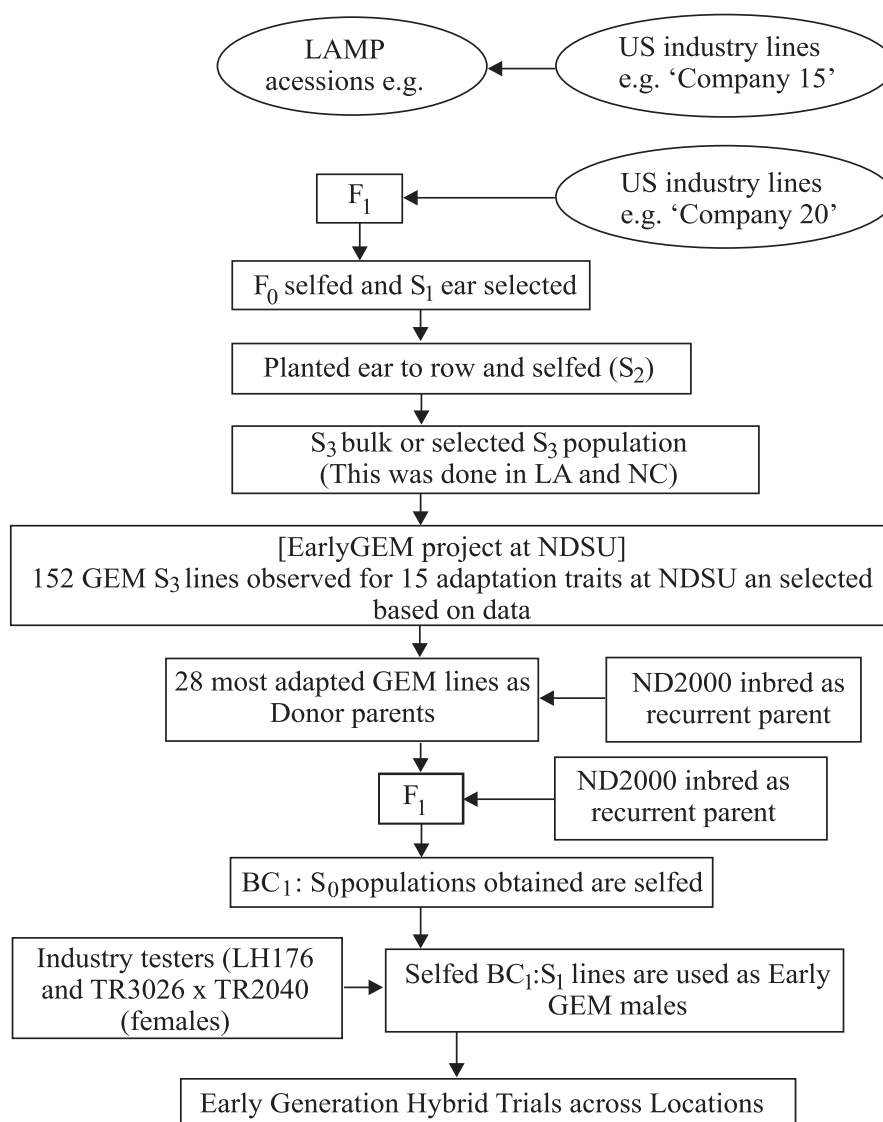 LAMP
acessions e.g.
US industry lines
e.g. ‘Company 15’
F1
US industry lines
e.g. ‘Company 20’
F0 selfed and S1 ear selected
Planted ear to row and selfed (S2)
S3 bulk or selected S3 population
(This was done in LA and NC)
[EarlyGEM project at NDSU]
152 GEM S3 lines observed for 15 adaptation traits at NDSU an selected
based on data
28 most adapted GEM lines as
Donor parents
ND2000 inbred as
recurrent parent
F1
ND2000 inbred as
recurrent parent
BC1: S0 populations obtained are selfed
Industry testers (LH176
and TR3026 x TR2040
(females)
Selfed BC1:S1 lines are used as Early
GEM males
Early Generation Hybrid Trials across Locations